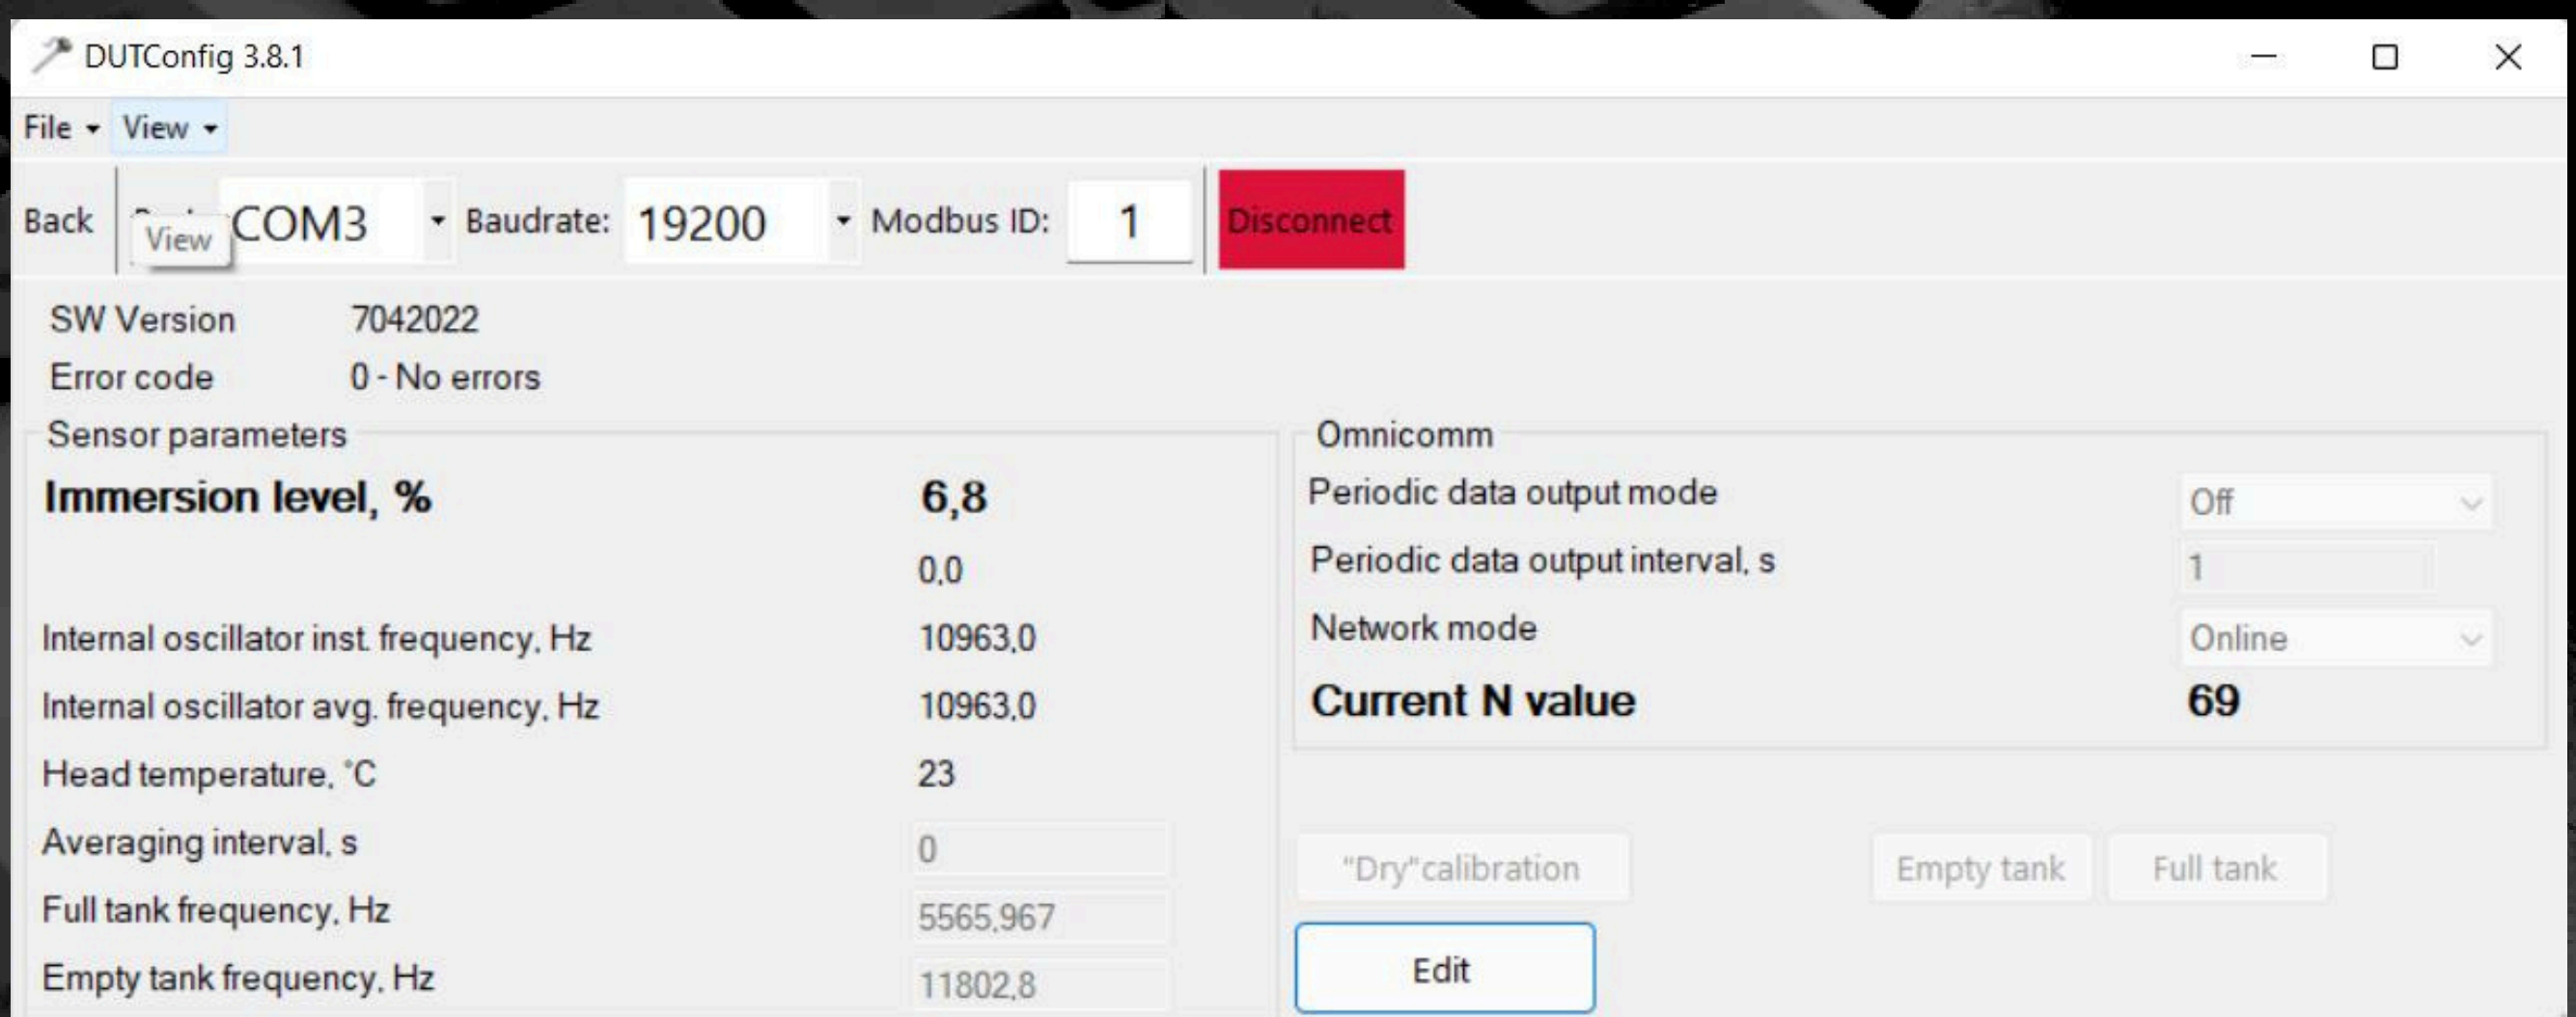 DUTConfig 3.8.1
File View
Back COM3 Baudrate: 19200 Modbus ID: 1 Disconnect
View
SW Version 7042022
Error code 0 - No errors
Sensor parameters
Immersion level, % 6,8
0,0
Internal oscillator inst. frequency, Hz 10963,0
Internal oscillator avg. frequency, Hz 10963,0
Head temperature, °C 23
Averaging interval, s 0
Full tank frequency, Hz 5565,967
Empty tank frequency, Hz 11802,8
Omnicomm
Periodic data output mode Off
Periodic data output interval, s 1
Network mode Online
Current N value 69
"Dry"calibration Empty tank Full tank
Edit